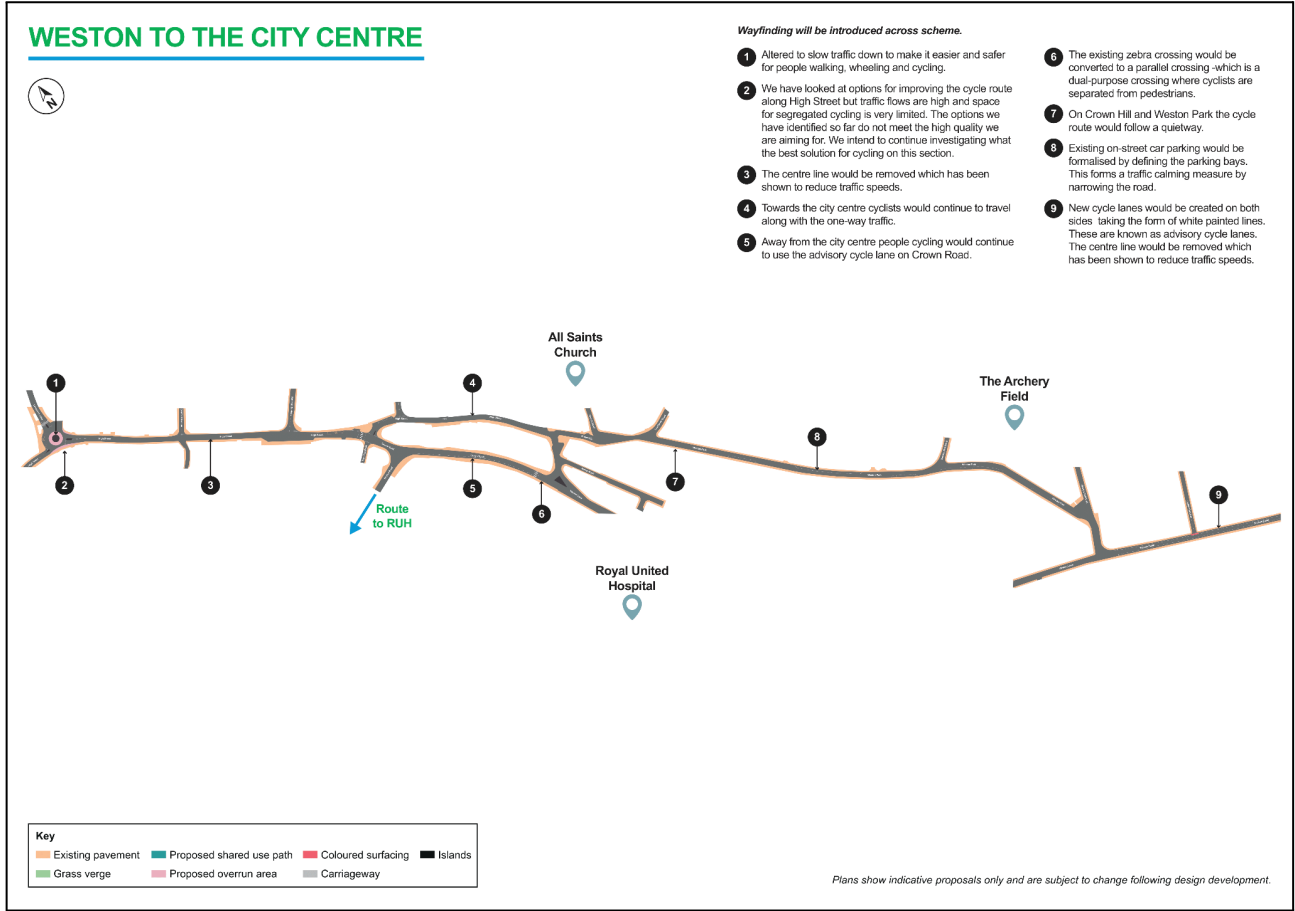 WESTON TO THE CITY CENTRE
N
Wayfinding will be introduced across scheme.
1 Altered to slow traffic down to make it easier and safer
for people walking, wheeling and cycling.
2 We have looked at options for improving the cycle route
along High Street but traffic flows are high and space
for segregated cycling is very limited. The options we
have identified so far do not meet the high quality we
are aiming for. We intend to continue investigating what
the best solution for cycling on this section.
3 The centre line would be removed which has been
shown to reduce traffic speeds.
4 Towards the city centre cyclists would continue to travel
along with the one-way traffic.
5 Away from the city centre people cycling would continue
to use the advisory cycle lane on Crown Road.
6 The existing zebra crossing would be
converted to a parallel crossing -which is a
dual-purpose crossing where cyclists are
separated from pedestrians.
7 On Crown Hill and Weston Park the cycle
route would follow a quietway.
8 Existing on-street car parking would be
formalised by defining the parking bays.
This forms a traffic calming measure by
narrowing the road.
9 New cycle lanes would be created on both
sides taking the form of white painted lines.
These are known as advisory cycle lanes.
The centre line would be removed which
has been shown to reduce traffic speeds.
All Saints
Church
The Archery
Field
1
4
8
2
3
5
6
7
9
Route
to RUH
Royal United
Hospital
Key
Existing pavement Proposed shared use path Coloured surfacing Islands
Grass verge Proposed overrun area Carriageway
Plans show indicative proposals only and are subject to change following design development.